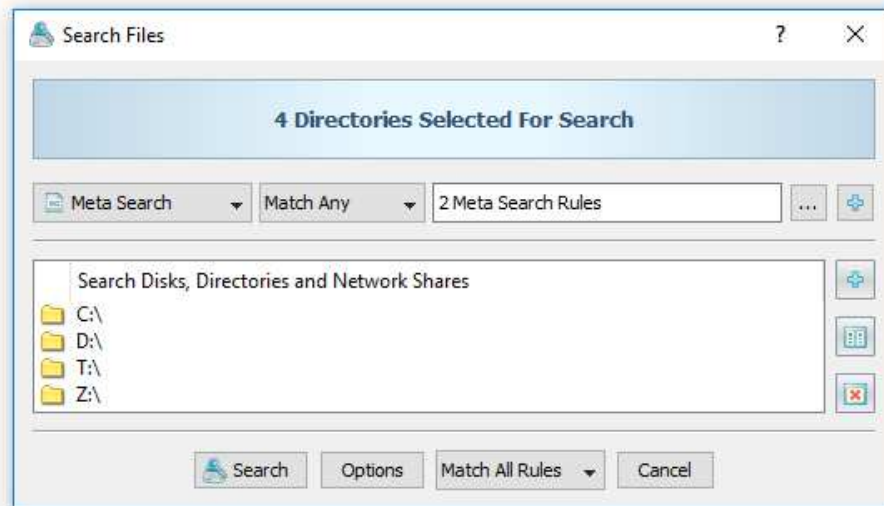 Search Files
?
4 Directories Selected For Search
Meta Search Match Any 2 Meta Search Rules ...
Search Disks, Directories and Network Shares
C:\
D:\
T:\
Z:\
Search Options Match All Rules Cancel